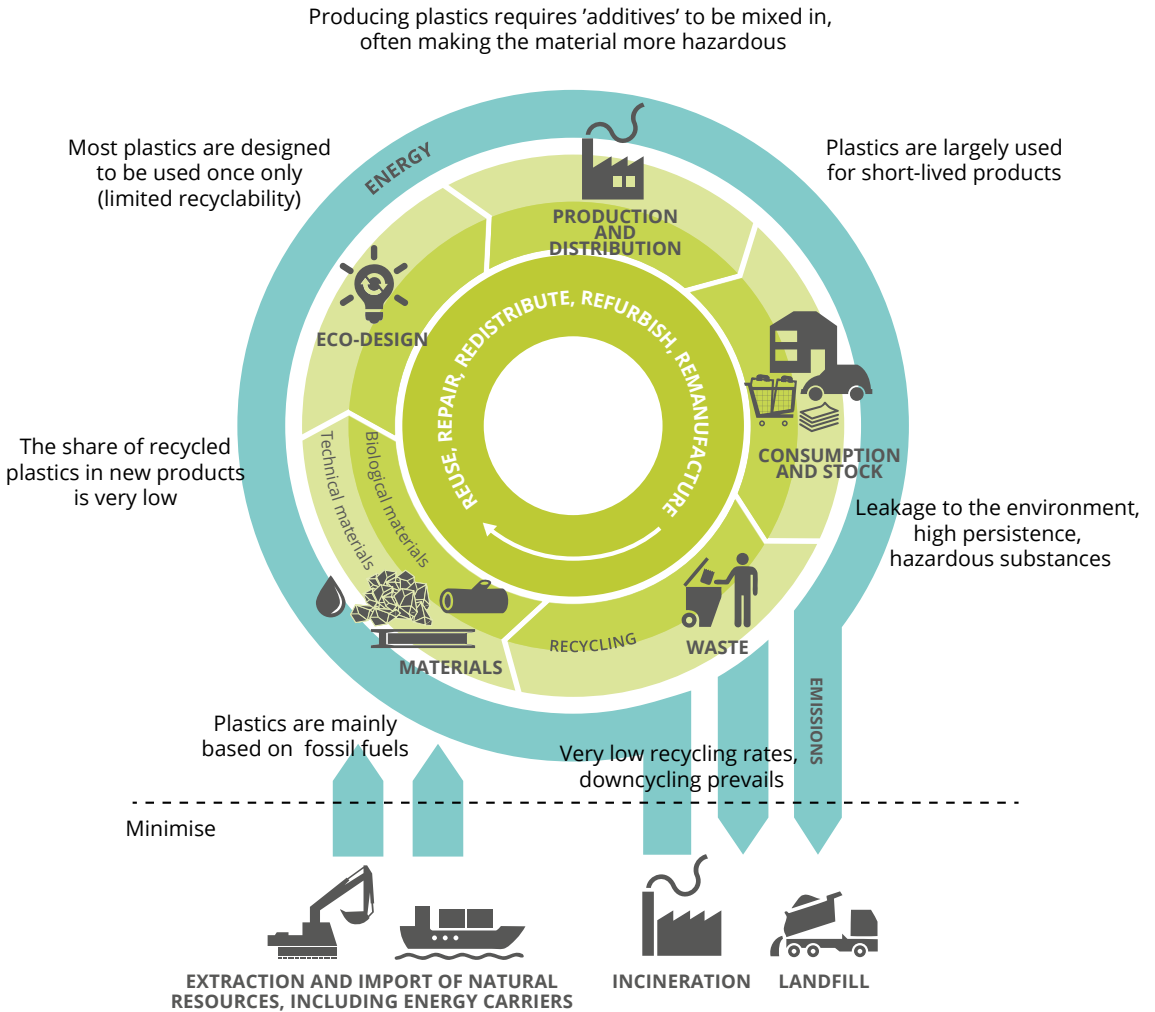 Producing plastics requires ’additives’ to be mixed in,
often making the material more hazardous
Most plastics are designed
to be used once only
(limited recyclability)
ENERGY
Plastics are largely used
for short-lived products
PRODUCTION
AND
DISTRIBUTION
ECO-DESIGN
REUSE, REPAIR, REDISTRIBUTE, REFURBISH, REMANUFACTURE
The share of recycled
plastics in new products
is very low
Technical materials
Biological materials
CONSUMPTION
AND STOCK
Leakage to the environment,
high persistence,
hazardous substances
MATERIALS
RECYCLING
WASTE
EMISSIONS
Plastics are mainly
based on fossil fuels
Very low recycling rates,
downcycling prevails
Minimise
EXTRACTION AND IMPORT OF NATURAL
RESOURCES, INCLUDING ENERGY CARRIERS
INCINERATION
LANDFILL